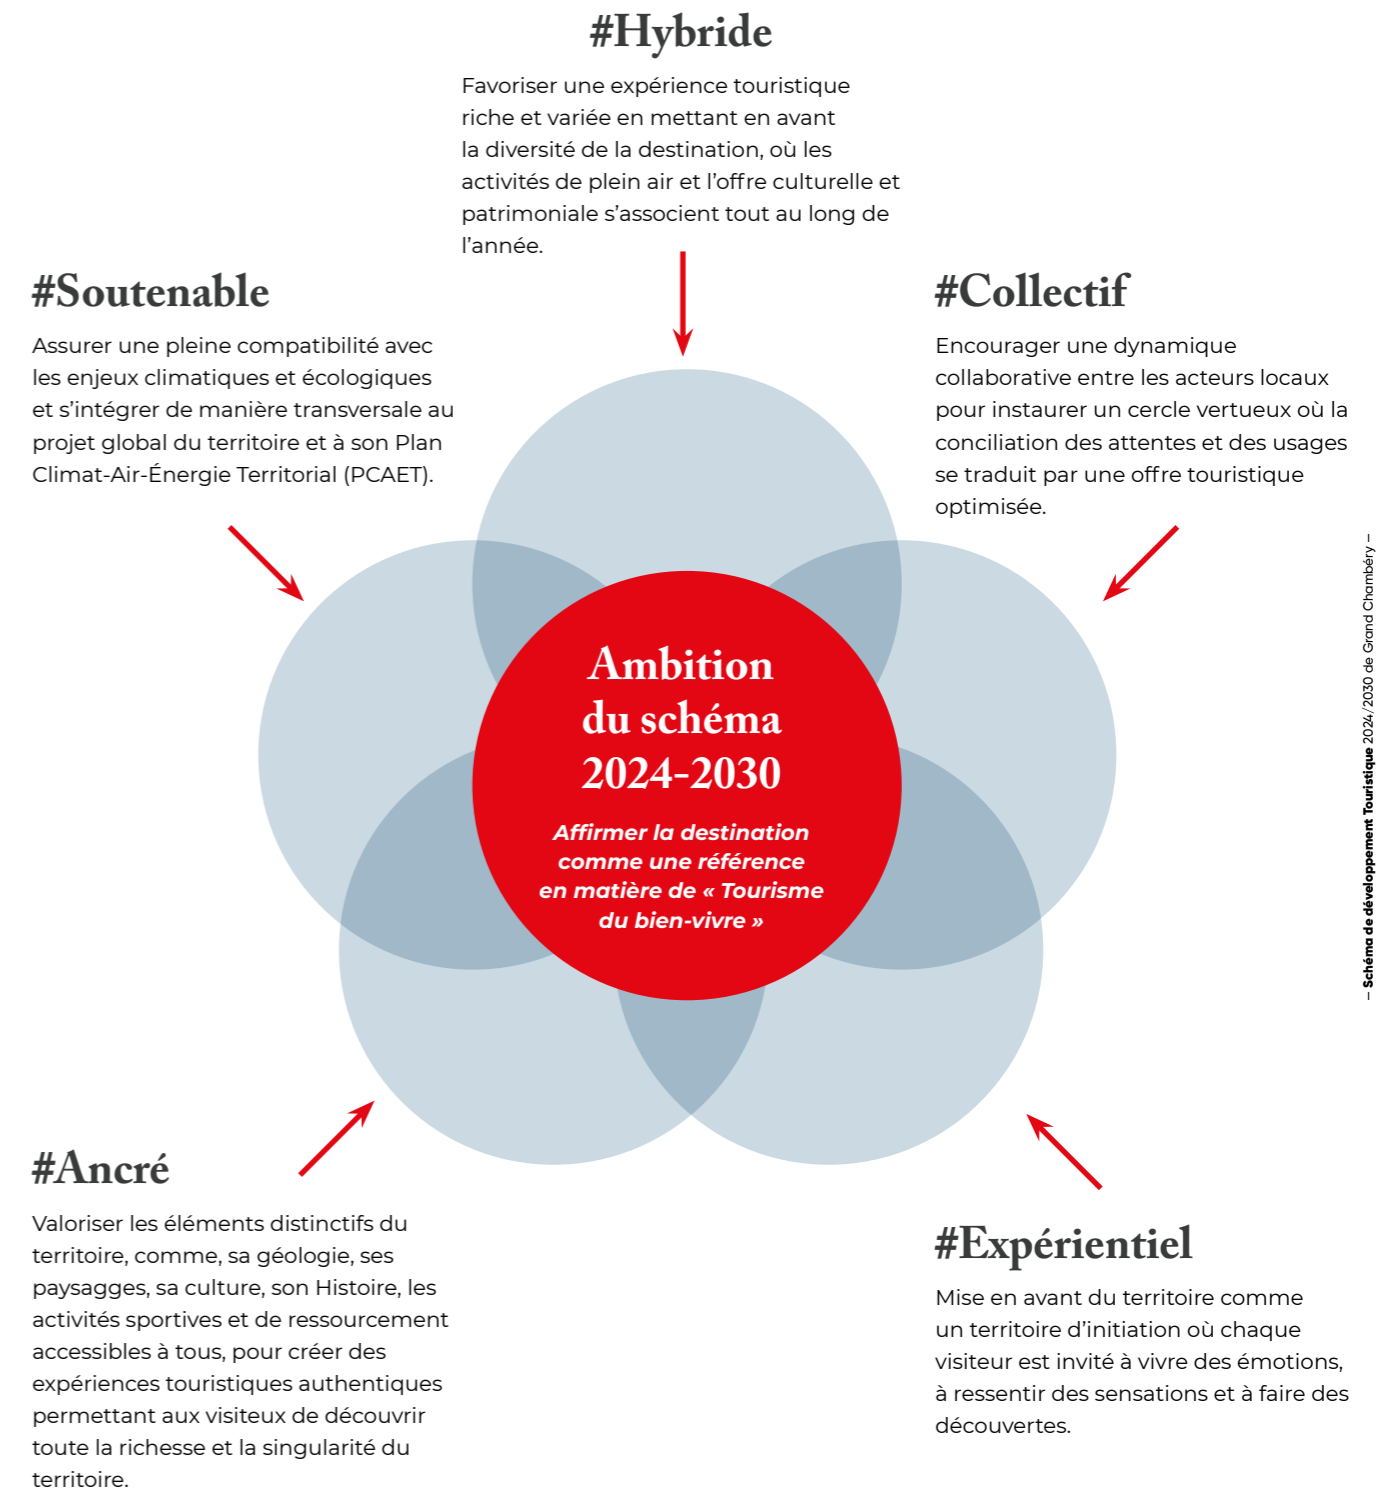 #Hybride
Favoriser une expérience touristique
riche et variée en mettant en avant
la diversité de la destination, où les
activités de plein air et l’offre culturelle et
patrimoniale s’associent tout au long de
l’année.
#Soutenable
Assurer une pleine compatibilité avec
les enjeux climatiques et écologiques
et s’intégrer de manière transversale au
projet global du territoire et à son Plan
Climat-Air-Énergie Territorial (PCAET).
#Collectif
Encourager une dynamique
collaborative entre les acteurs locaux
pour instaurer un cercle vertueux où la
conciliation des attentes et des usages
se traduit par une offre touristique
optimisée.
Ambition
du schéma
2024-2030
Affirmer la destination
comme une référence
en matière de « Tourisme
du bien-vivre »
#Ancré
Valoriser les éléments distinctifs du
territoire, comme, sa géologie, ses
paysagges, sa culture, son Histoire, les
activités sportives et de ressourcement
accessibles à tous, pour créer des
expériences touristiques authentiques
permettant aux visiteux de découvrir
toute la richesse et la singularité du
territoire.
#Expérientiel
Mise en avant du territoire comme
un territoire d’initiation où chaque
visiteur est invité à vivre des émotions,
à ressentir des sensations et à faire des
découvertes.
– Schéma de développement Touristique 2024/2030 de Grand Chambéry –